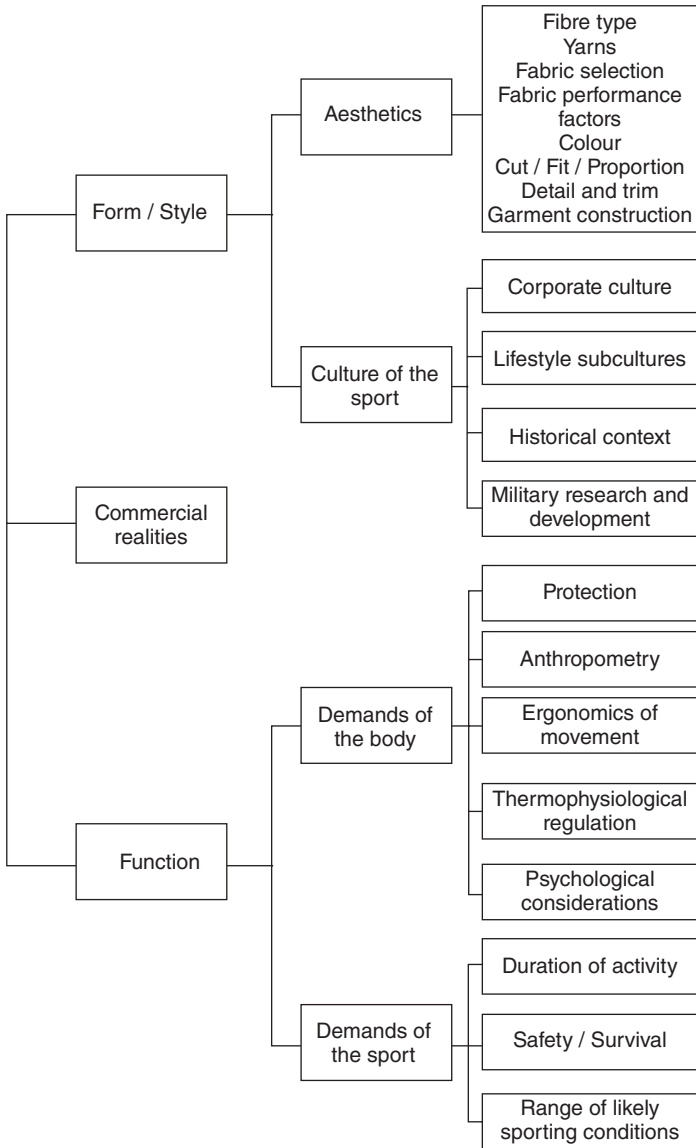 Fibre type
Yarns
Fabric selection
Fabric performance
factors
Colour
Cut / Fit / Proportion
Detail and trim
Garment construction
Aesthetics
Form / Style
Corporate culture
Lifestyle subcultures
Culture of the
sport
Historical context
Military research and
development
Commercial
realities
Protection
Anthropometry
Demands of
the body
Ergonomics of
movement
Thermophysiological
regulation
Function
Psychological
considerations
Duration of activity
Demands of
the sport
Safety / Survival
Range of likely
sporting conditions